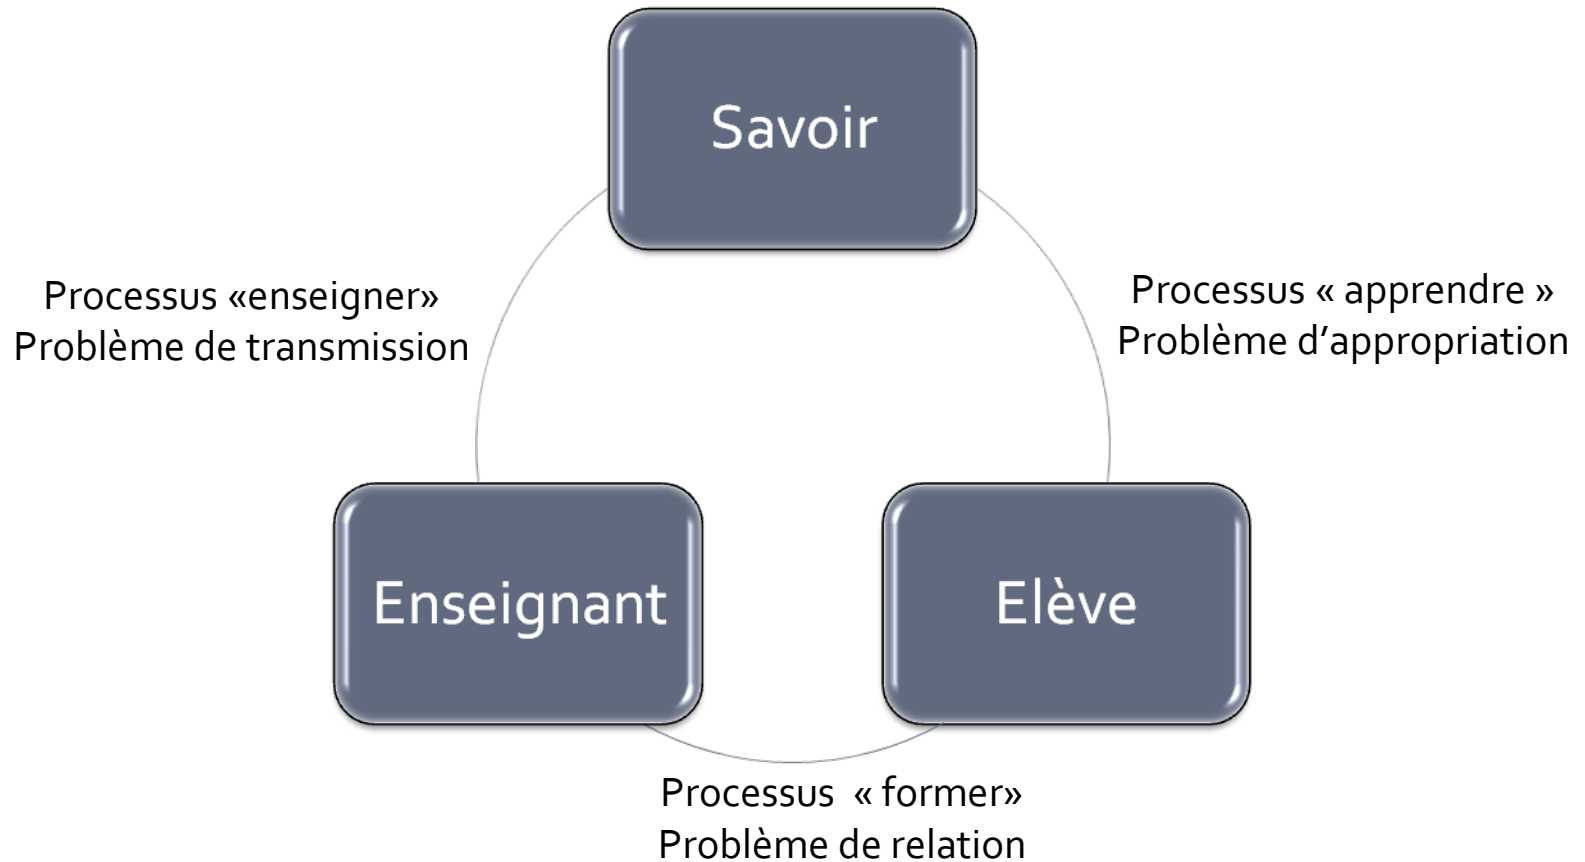 Savoir
Processus «enseigner»
Problème de transmission
Processus « apprendre »
Problème d’appropriation
Enseignant
Elève
Processus  « former»
Problème de relation